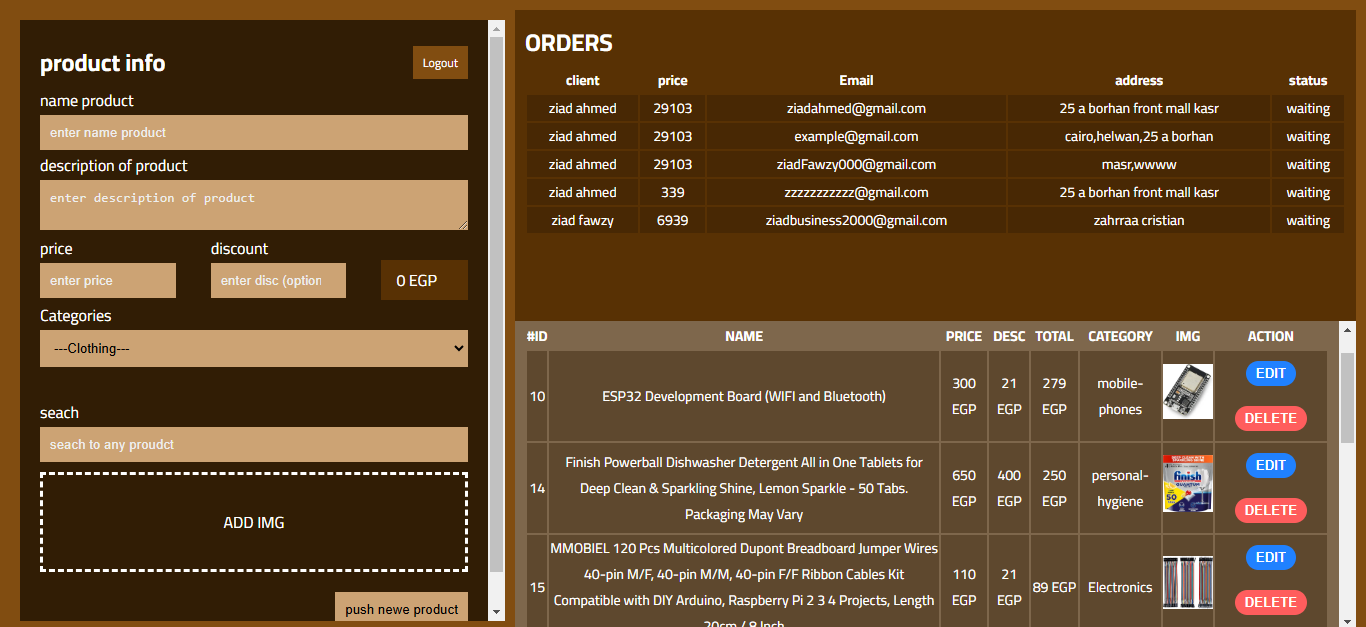 product info
Logout
name product
enter name product
description of product
enter description of product
price discount
enter price enter disc (option 0 EGP
Categories
---Clothing---
seach
seach to any proudct
ADD IMG
push newe product
ORDERS
client price Email address status
ziad ahmed 29103 ziadahmed@gmail.com 25 a borhan front mall kasr waiting
ziad ahmed 29103 example@gmail.com cairo,helwan,25 a borhan waiting
ziad ahmed 29103 ziadFawzy000@gmail.com masr,wwww waiting
ziad ahmed 339 zzzzzzzzzzz@gmail.com 25 a borhan front mall kasr waiting
ziad fawzy 6939 ziadbusiness2000@gmail.com zahrraa cristian waiting
#ID NAME PRICE DESC TOTAL CATEGORY IMG ACTION
10 ESP32 Development Board (WIFI and Bluetooth) 300 EGP 21 EGP 279 EGP mobile-phones EDIT
DELETE
14 Finish Powerball Dishwasher Detergent All in One Tablets for
Deep Clean & Sparkling Shine, Lemon Sparkle - 50 Tabs.
Packaging May Vary
650 EGP 400 EGP 250 EGP personal-hygiene finish QUANTUM 50 EDIT
DELETE
15 MMOBIEL 120 Pcs Multicolored Dupont Breadboard Jumper Wires
40-pin M/F, 40-pin M/M, 40-pin F/F Ribbon Cables Kit
Compatible with DIY Arduino, Raspberry Pi 2 3 4 Projects, Length
20cm / 8 Inch
110 EGP 21 EGP 89 EGP Electronics EDIT
DELETE